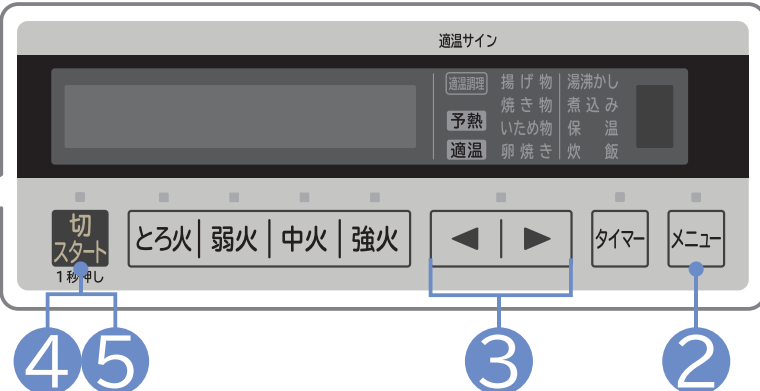 適温サイン
適温調理 揚げ物 湯沸かし
焼き物 煮込み
予熱 いため物 保温
適温 卵焼き 炊飯
切
スタート
とろ火 弱火 中火 強火 ◀ ▶ タイマー メニュー
1秒押し
4 5 3 2